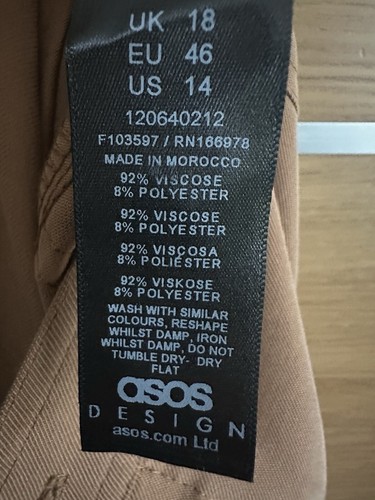 UK 18
EU 46
US 14
120640212
F103597 / RN166978
MADE IN MOROCCO
92% VISCOSE
8% POLYESTER
92% VISCOSE
8% POLYESTER
92% VISCOSA
8% POLIÉSTER
92% VISKOSE
8% POLYESTER
WASH WITH SIMILAR
COLOURS, RESHAPE
WHILST DAMP, IRON
WHILST DAMP, DO NOT
TUMBLE DRY- DRY
FLAT
asos
DESIGN
asos.com Ltd